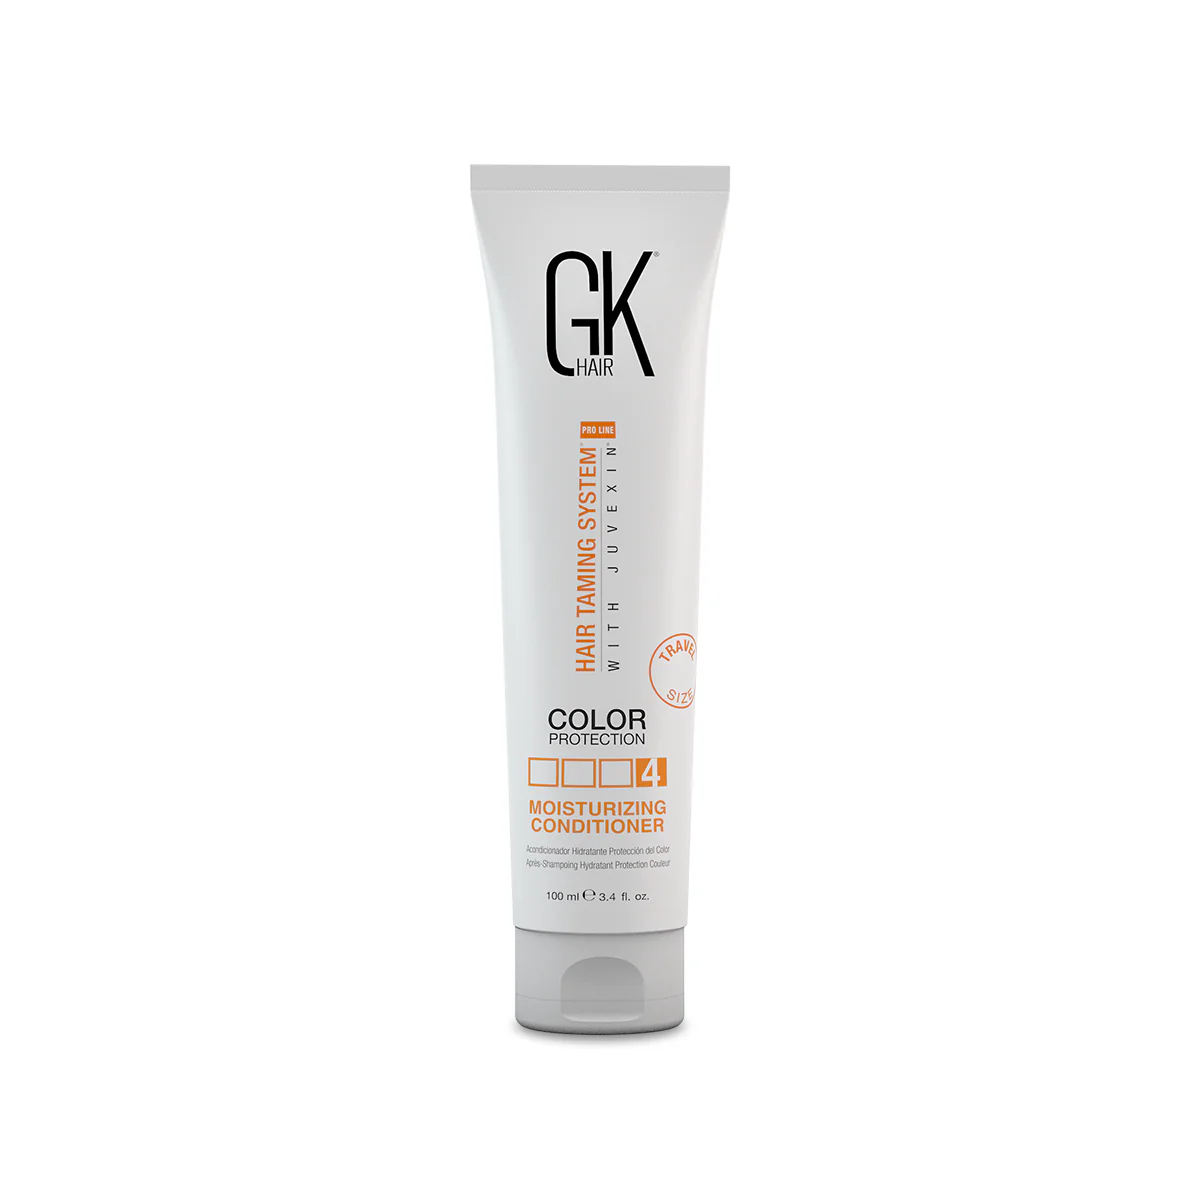 GK®
HAIR
PRO LINE
HAIR TAMING SYSTEM®
WITH JUVEXIN®
TRAVEL
SIZE
COLOR
PROTECTION
4
MOISTURIZING
CONDITIONER
Acondicionador Hidratante Protección del Color
Après-Shampoing Hydratant Protection Couleur
100 ml ℮ 3.4 fl. oz.